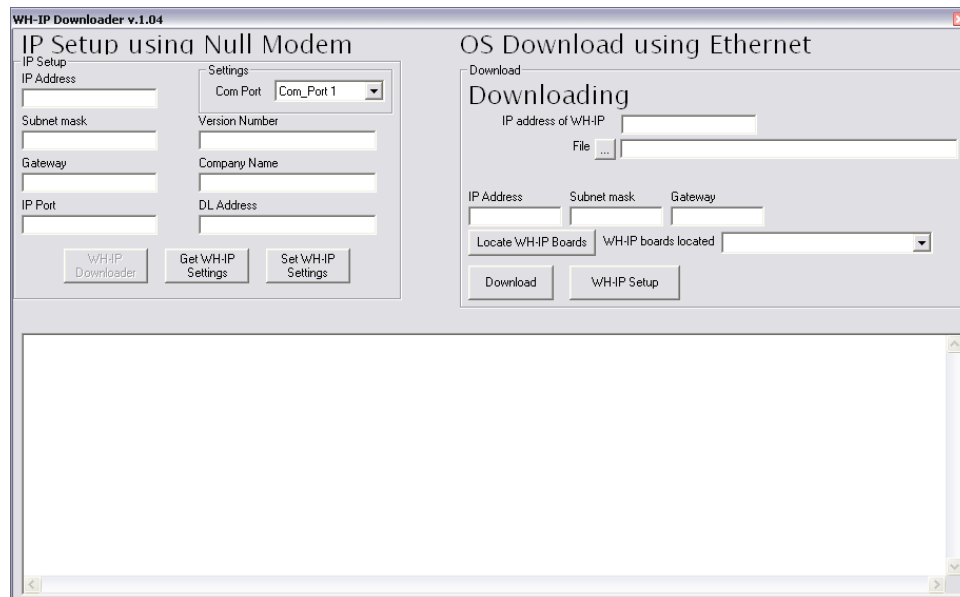 WH-IP Downloader v.1.04
IP Setup using Null Modem
IP Setup
IP Address
Settings
Com Port Com_Port 1
Subnet mask
Version Number
Gateway
Company Name
IP Port
DL Address
WH-IP
Downloader
Get WH-IP
Settings
Set WH-IP
Settings
OS Download using Ethernet
Download
Downloading
IP address of WH-IP
File ...
IP Address Subnet mask Gateway
Locate WH-IP Boards WH-IP boards located
Download WH-IP Setup